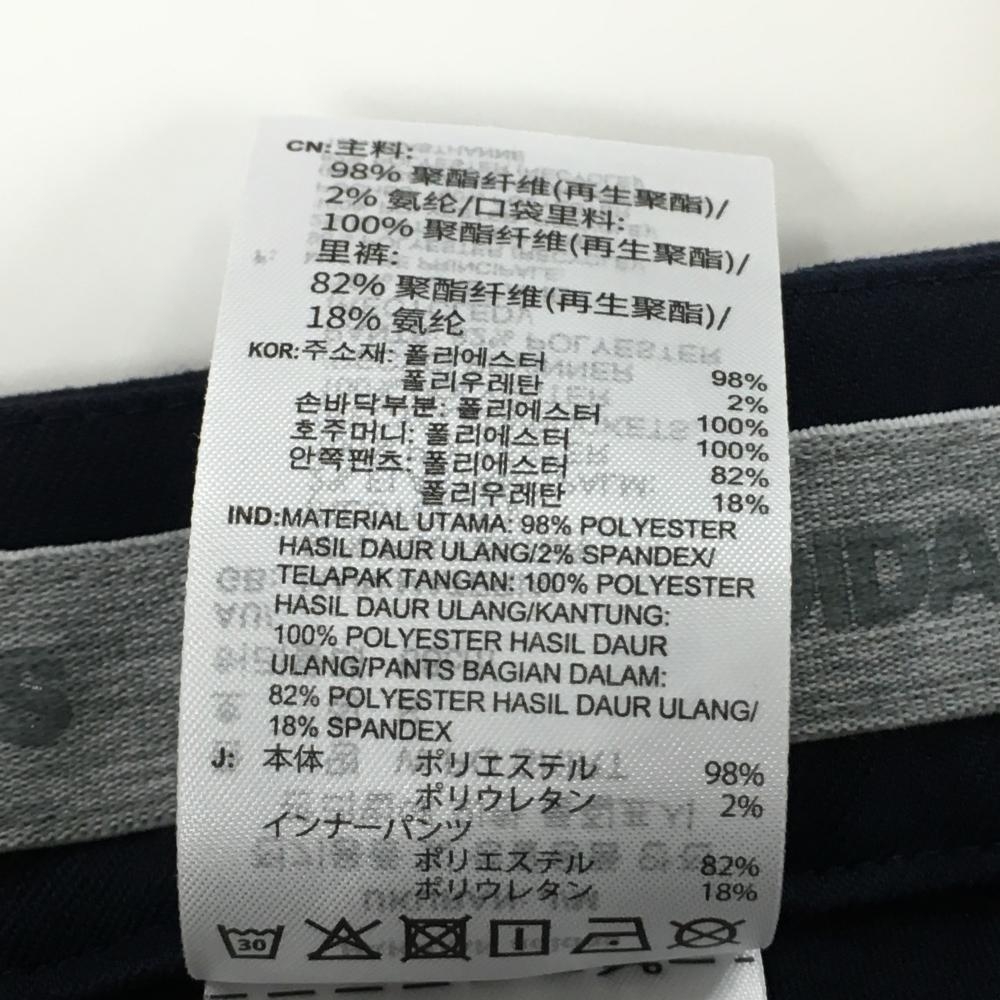 CN:主料:
98% 聚酯纤维(再生聚酯)/
2% 氨纶/口袋里料:
100% 聚酯纤维(再生聚酯)/
里裤:
82% 聚酯纤维(再生聚酯)/
18% 氨纶
KOR:주소재: 폴리에스터 98%
폴리우레탄 2%
손바닥부분: 폴리에스터 100%
호주머니: 폴리에스터 100%
안쪽팬츠: 폴리에스터 82%
폴리우레탄 18%
IND:MATERIAL UTAMA: 98% POLYESTER
HASIL DAUR ULANG/2% SPANDEX/
TELAPAK TANGAN: 100% POLYESTER
HASIL DAUR ULANG/KANTUNG:
100% POLYESTER HASIL DAUR
ULANG/PANTS BAGIAN DALAM:
82% POLYESTER HASIL DAUR ULANG/
18% SPANDEX
J: 本体 ポリエステル 98%
ポリウレタン 2%
インナーパンツ
ポリエステル 82%
ポリウレタン 18%
30